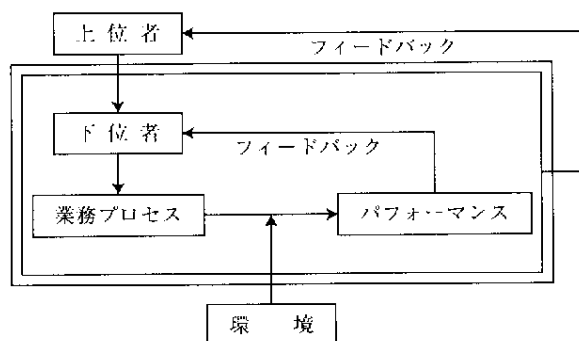 上位者
フィードバック
下位者
フィードバック
業務プロセス
パフォーマンス
環境